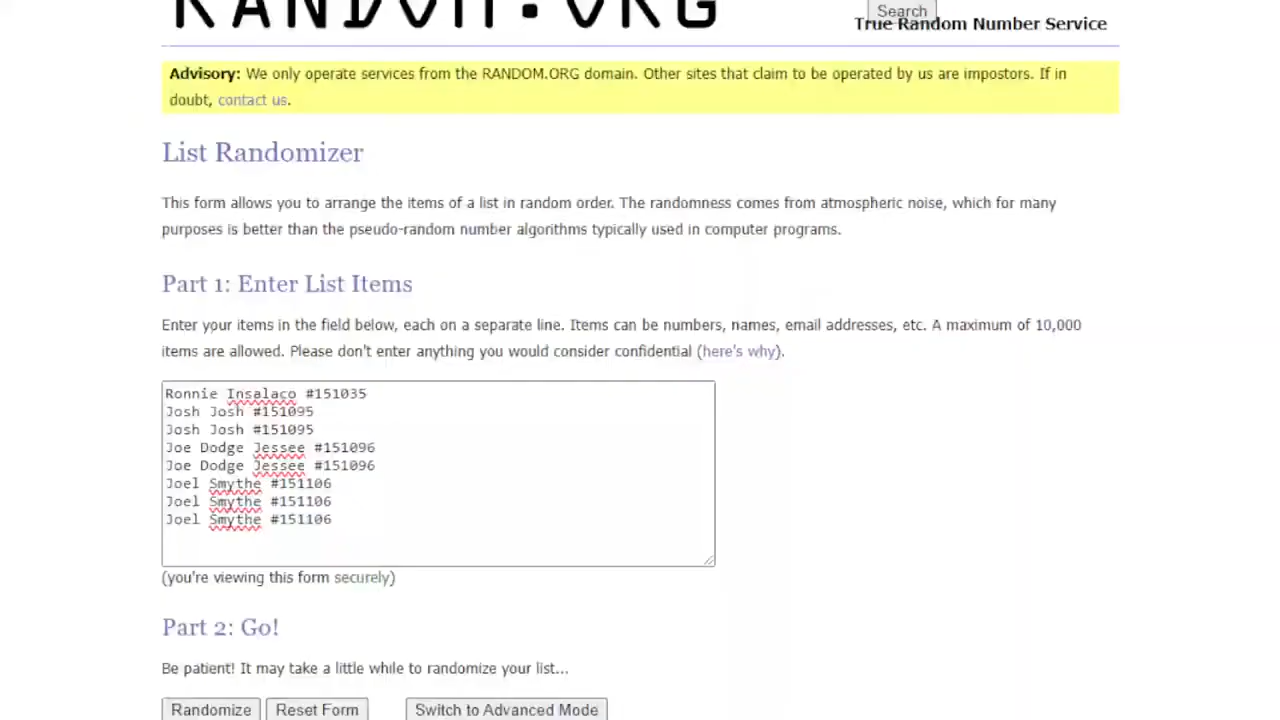 RANDOM.ORG
Search
True Random Number Service
Advisory: We only operate services from the RANDOM.ORG domain. Other sites that claim to be operated by us are impostors. If in
doubt, contact us.
List Randomizer
This form allows you to arrange the items of a list in random order. The randomness comes from atmospheric noise, which for many
purposes is better than the pseudo-random number algorithms typically used in computer programs.
Part 1: Enter List Items
Enter your items in the field below, each on a separate line. Items can be numbers, names, email addresses, etc. A maximum of 10,000
items are allowed. Please don't enter anything you would consider confidential (here's why).
Ronnie Insalaco #151035
Josh Josh #151095
Josh Josh #151095
Joe Dodge Jessee #151096
Joe Dodge Jessee #151096
Joel Smythe #151106
Joel Smythe #151106
Joel Smythe #151106
(you're viewing this form securely)
Part 2: Go!
Be patient! It may take a little while to randomize your list...
Randomize Reset Form Switch to Advanced Mode